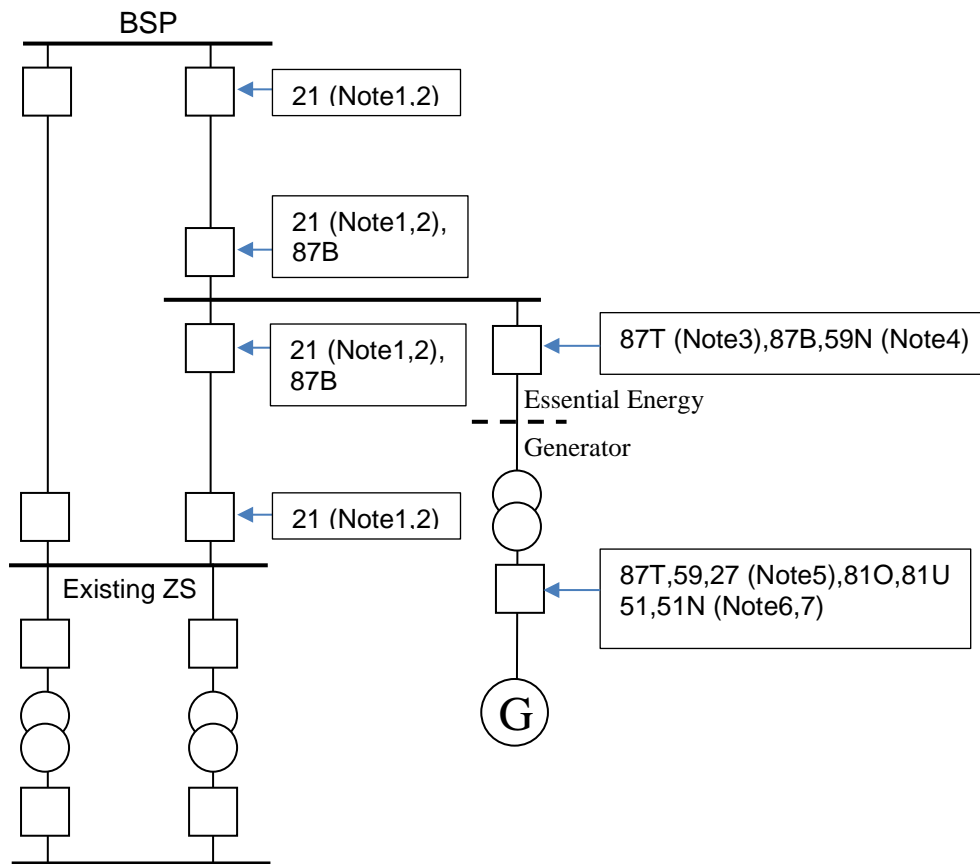 BSP
21 (Note1,2)
21 (Note1,2),
87B
21 (Note1,2),
87B
87T (Note3),87B,59N (Note4)
Essential Energy
Generator
21 (Note1,2)
Existing ZS
87T,59,27 (Note5),81O,81U
51,51N (Note6,7)
G